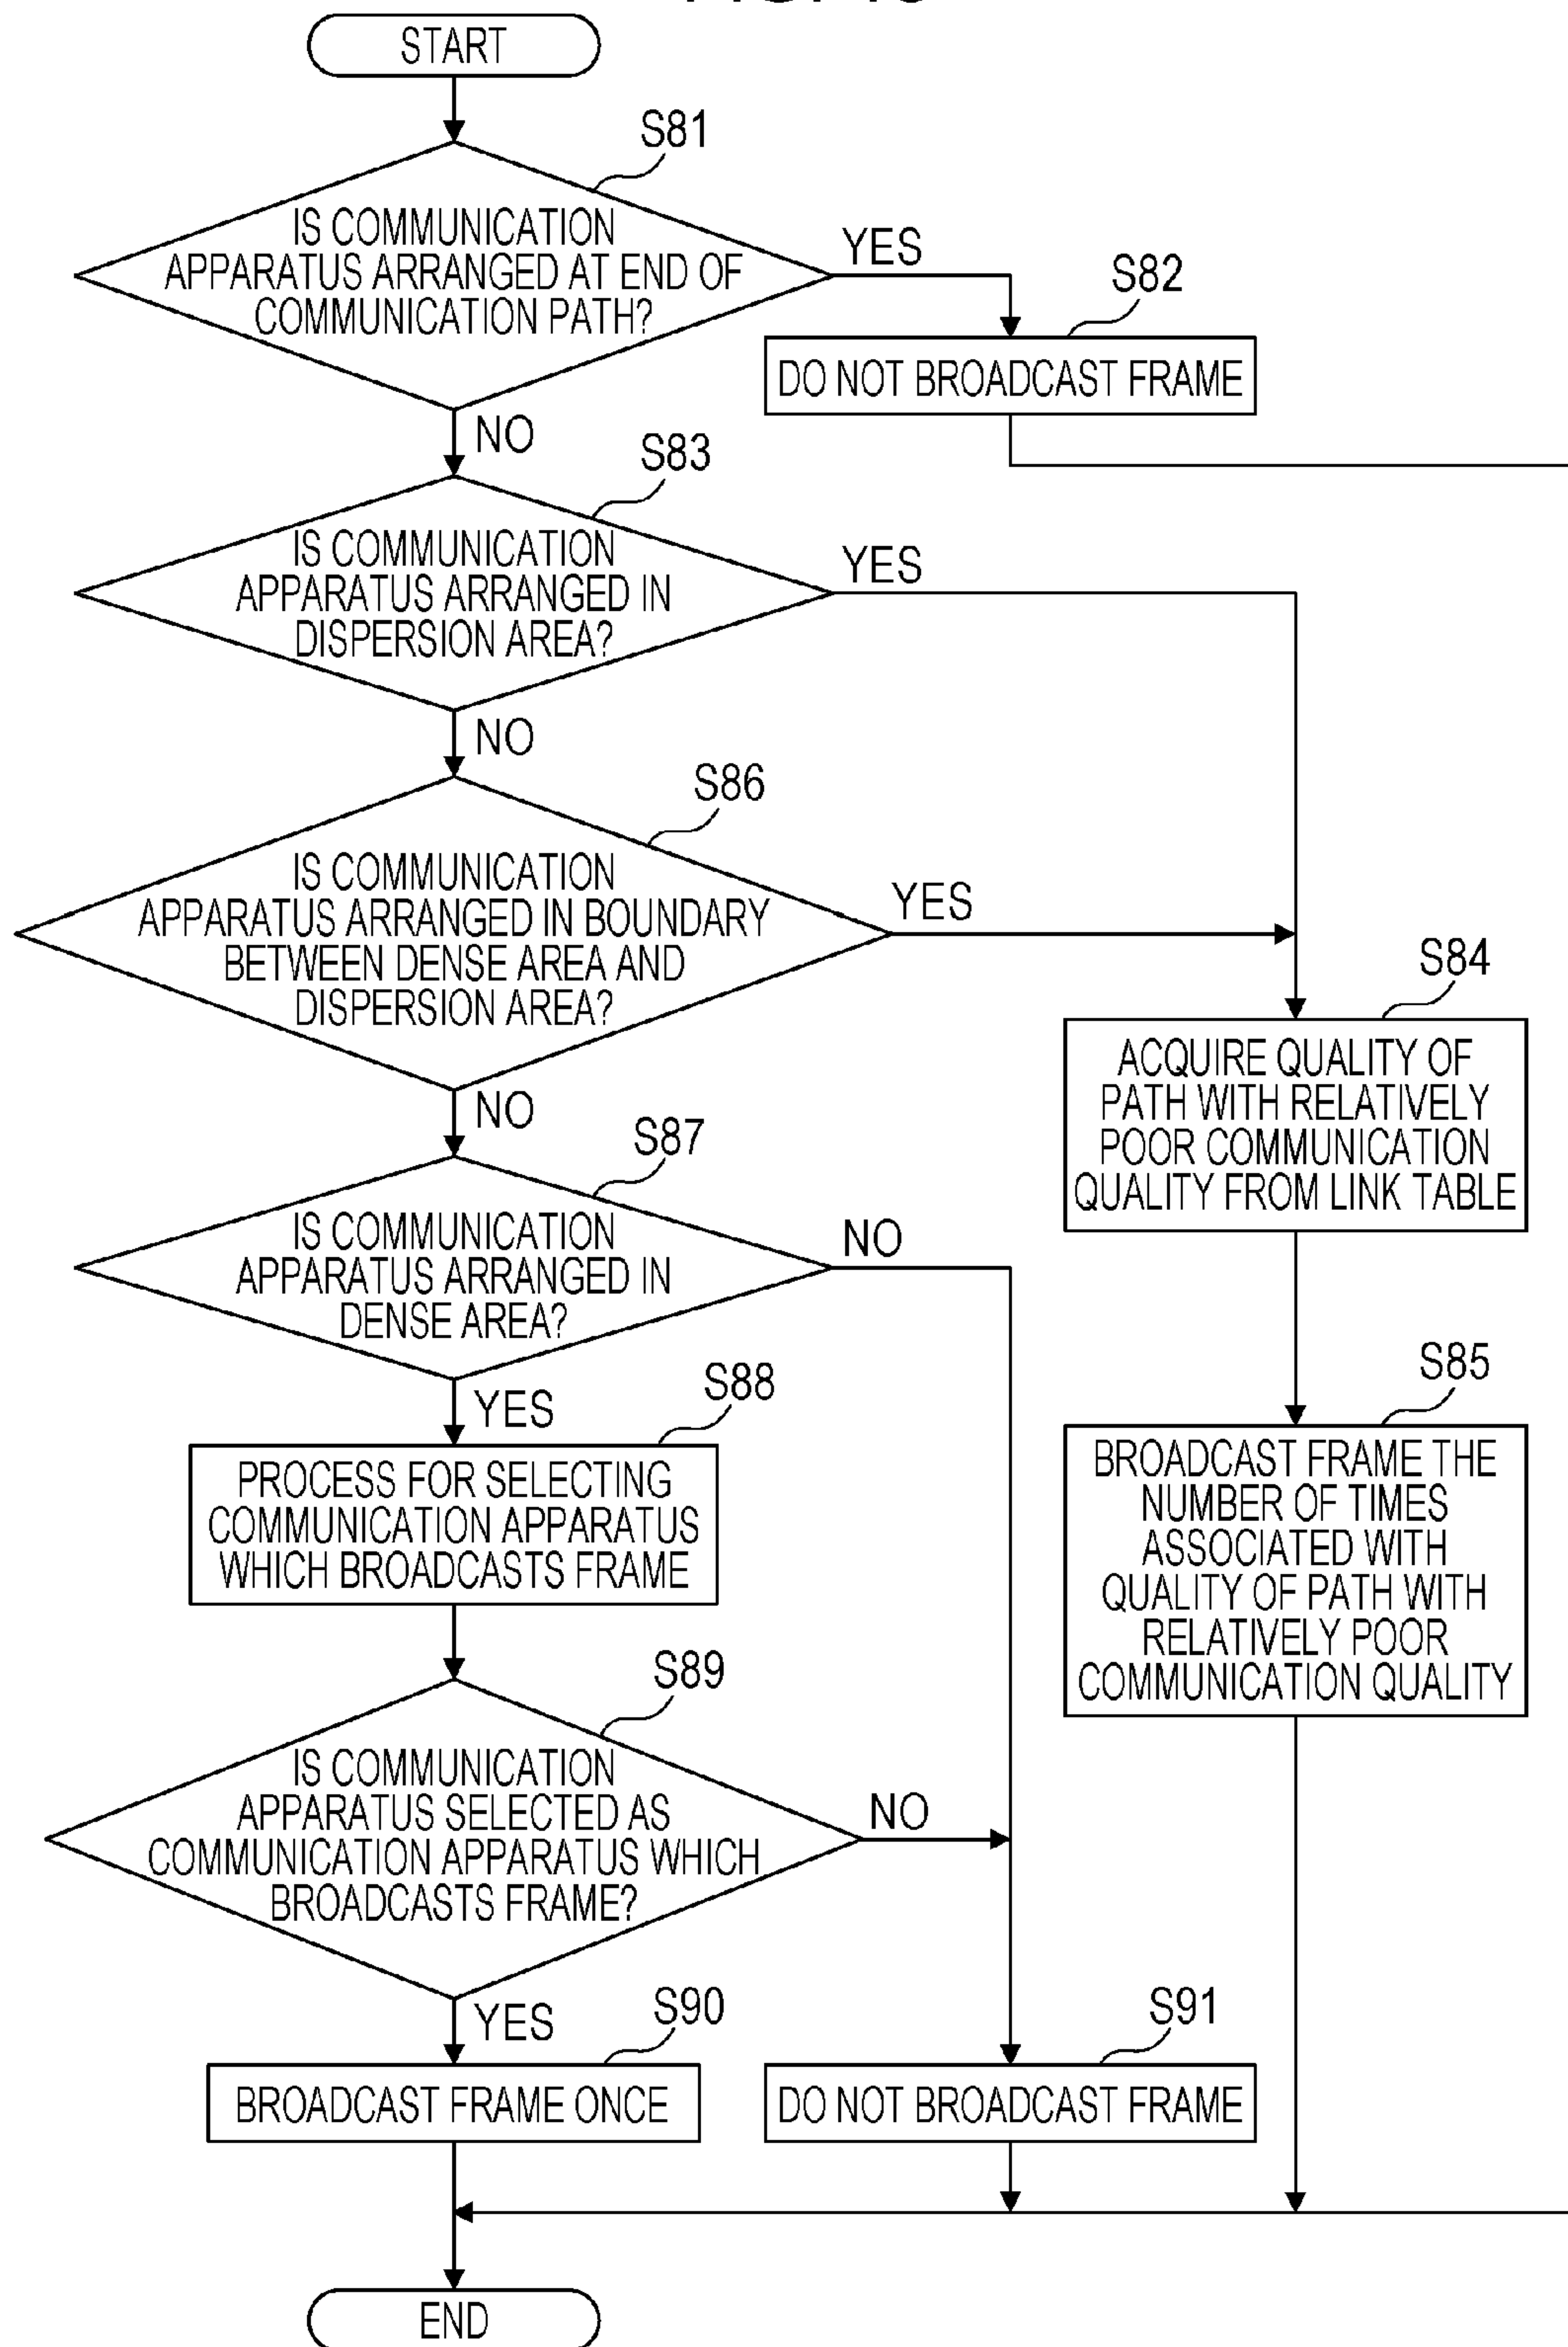 START
S81
IS COMMUNICATION
APPARATUS ARRANGED AT END OF
COMMUNICATION PATH?
YES
S82
DO NOT BROADCAST FRAME
NO
S83
IS COMMUNICATION
APPARATUS ARRANGED IN
DISPERSION AREA?
YES
NO
S86
IS COMMUNICATION
APPARATUS ARRANGED IN BOUNDARY
BETWEEN DENSE AREA AND
DISPERSION AREA?
YES
S84
ACQUIRE QUALITY OF
PATH WITH RELATIVELY
POOR COMMUNICATION
QUALITY FROM LINK TABLE
NO
S87
IS COMMUNICATION
APPARATUS ARRANGED IN
DENSE AREA?
NO
YES
S85
BROADCAST FRAME THE
NUMBER OF TIMES
ASSOCIATED WITH
QUALITY OF PATH WITH
RELATIVELY POOR
COMMUNICATION QUALITY
S88
PROCESS FOR SELECTING
COMMUNICATION APPARATUS
WHICH BROADCASTS FRAME
S89
IS COMMUNICATION
APPARATUS SELECTED AS
COMMUNICATION APPARATUS WHICH
BROADCASTS FRAME?
NO
YES
S90
BROADCAST FRAME ONCE
S91
DO NOT BROADCAST FRAME
END